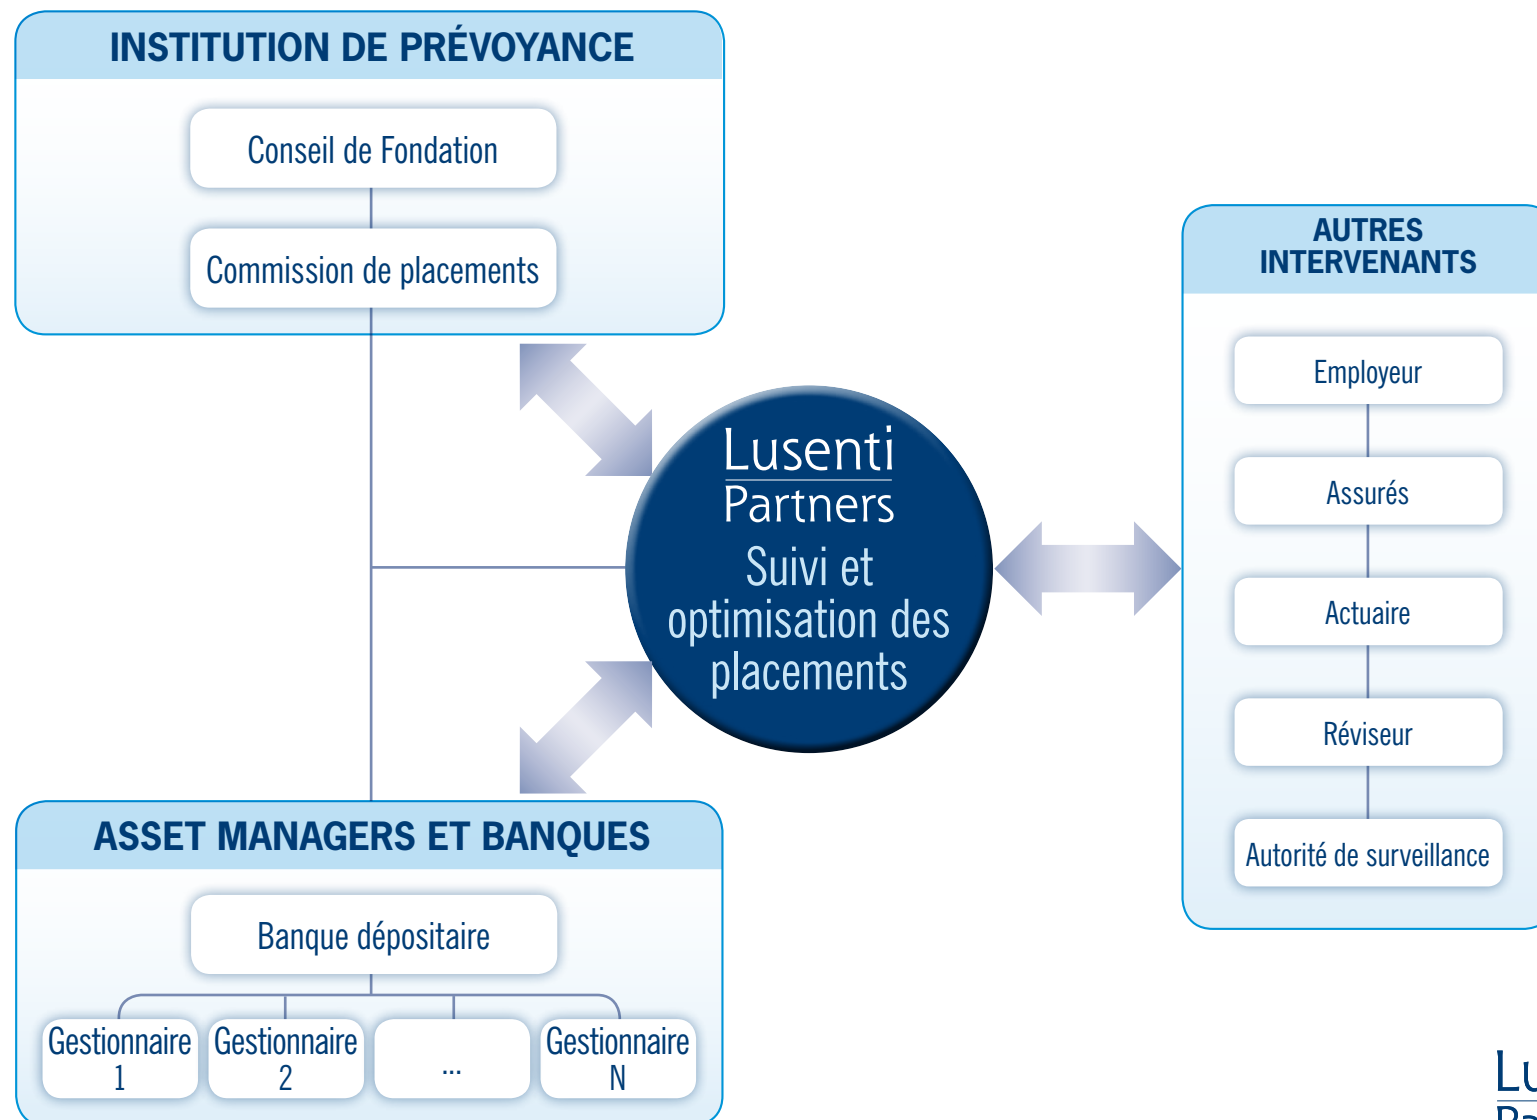 INSTITUTION DE PRÉVOYANCE
Conseil de Fondation
Commission de placements
AUTRES
INTERVENANTS
Employeur
Assurés
Actuaire
Réviseur
Autorité de surveillance
Lusenti
Partners
Suivi et
optimisation des
placements
ASSET MANAGERS ET BANQUES
Banque dépositaire
Gestionnaire
1
Gestionnaire
2
...
Gestionnaire
N